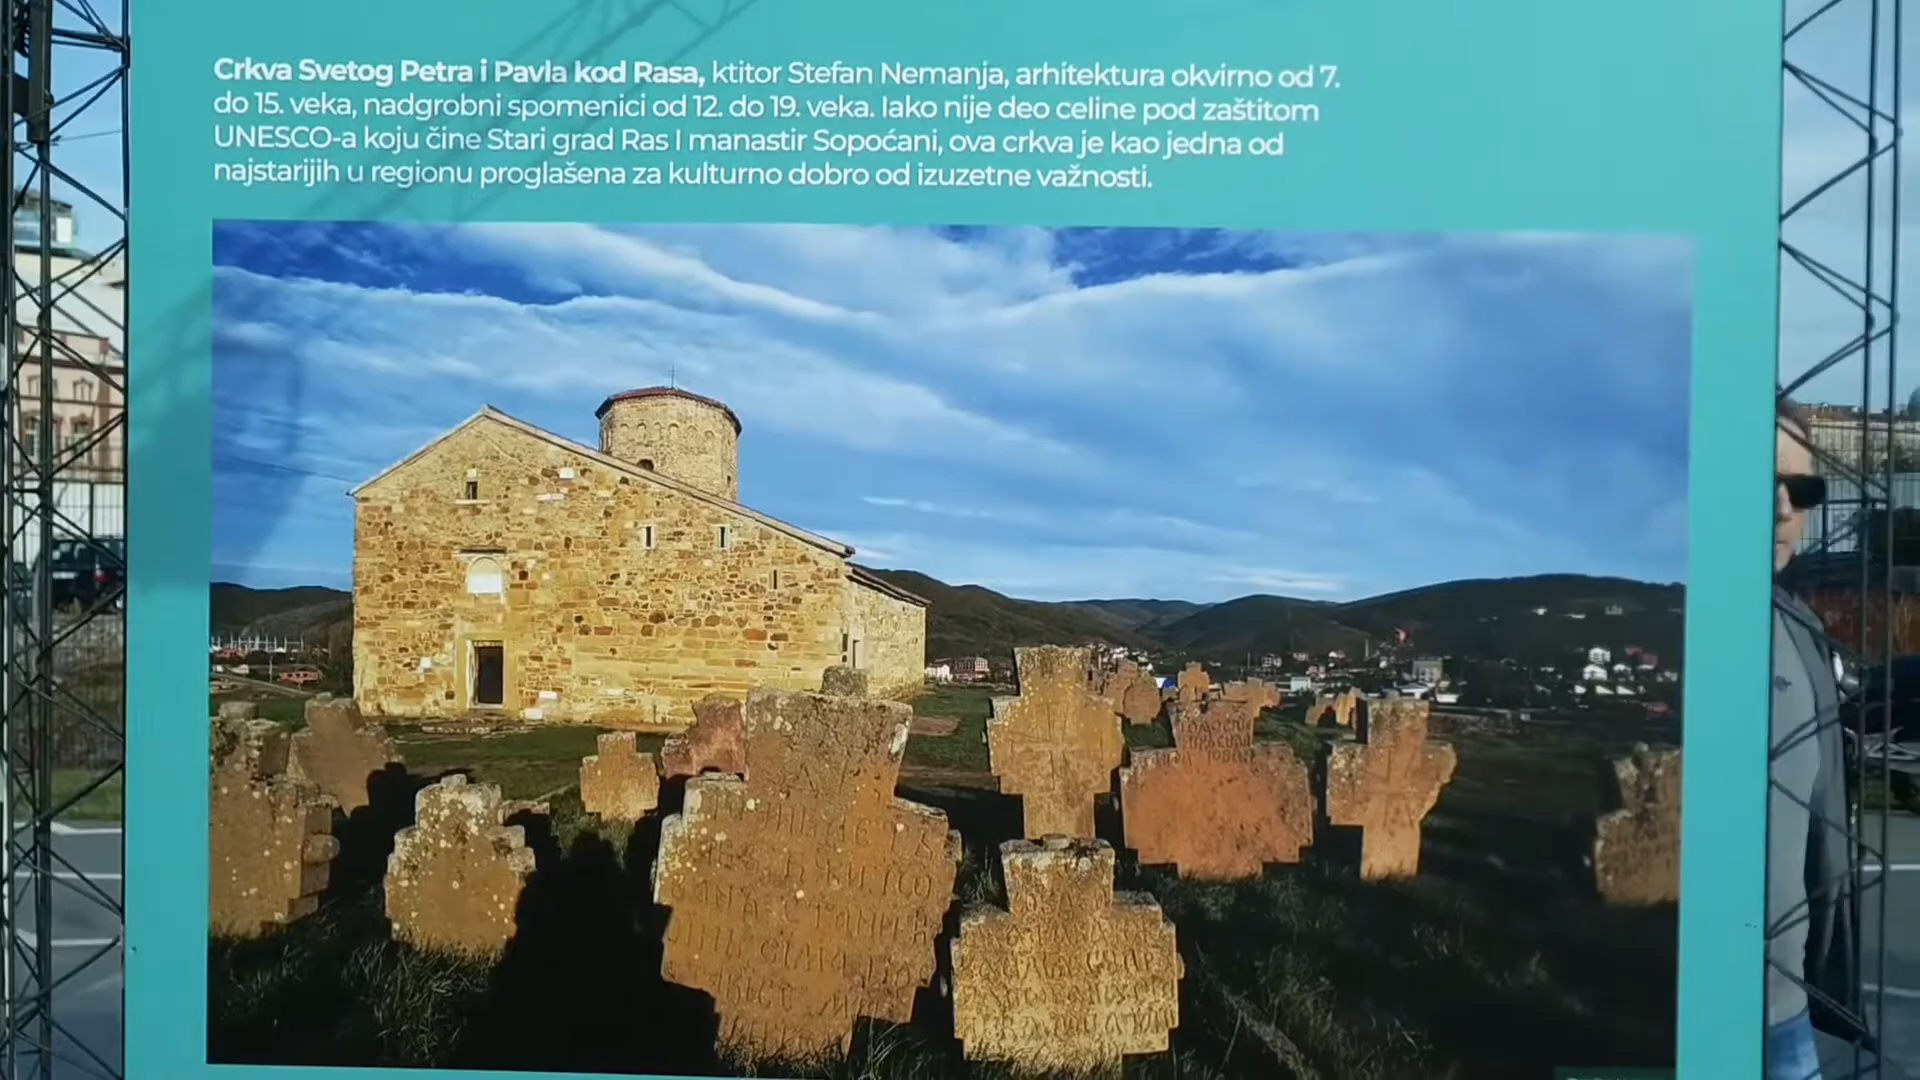 Crkva Svetog Petra i Pavla kod Rasa, ktitor Stefan Nemanja, arhitektura okvirno od 7.
do 15. veka, nadgrobni spomenici od 12. do 19. veka. Iako nije deo celine pod zaštitom
UNESCO-a koju čine Stari grad Ras I manastir Sopoćani, ova crkva je kao jedna od
najstarijih u regionu proglašena za kulturno dobro od izuzetne važnosti.